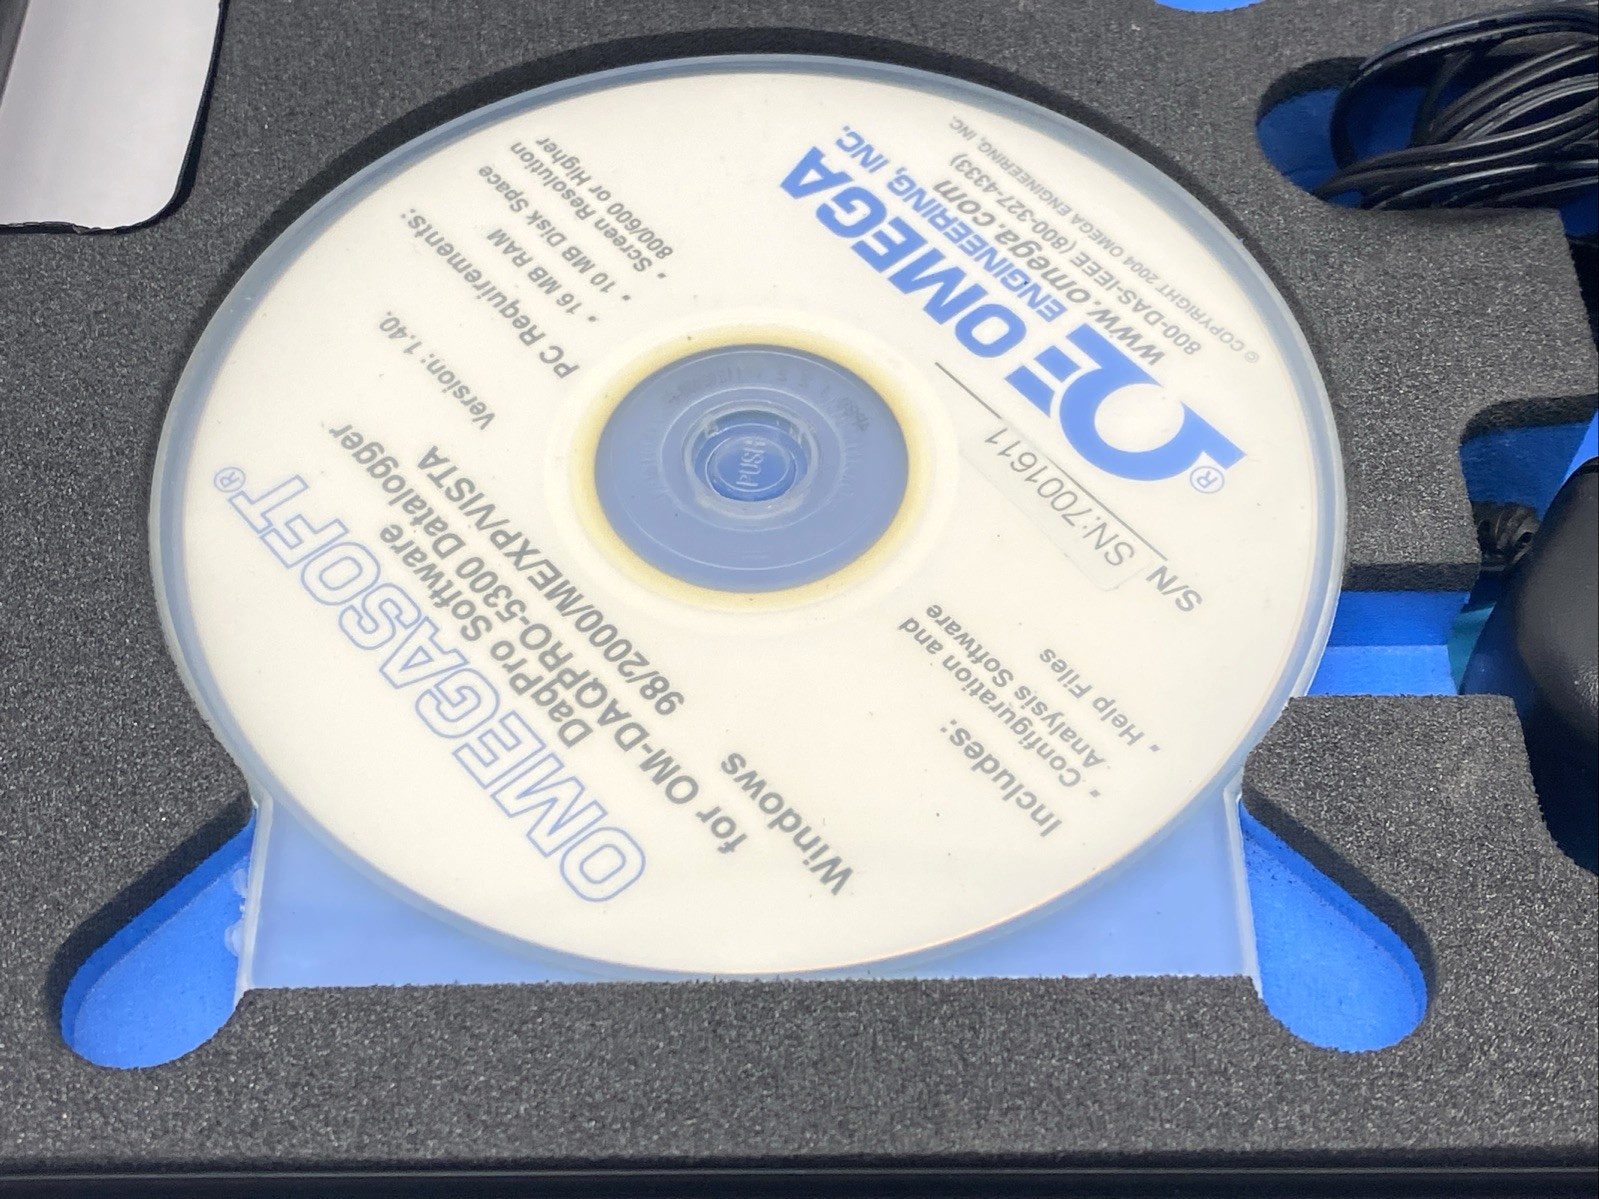 OMEGASOFT®
DaqPro Software
for OM-DAQPRO-5300 Datalogger
Windows 98/2000/ME/XP/VISTA
Version: 1.40.
PC Requirements:
• 16 MB RAM
• 10 MB Disk Space
• Screen Resolution
800/600 or Higher
Includes:
• Configuration and
Analysis Software
• Help Files
S/N SN:7001611
OMEGA®
ENGINEERING, INC.
www.omega.com
800-DAS-IEEE (800-327-4333)
© COPYRIGHT 2004 OMEGA ENGINEERING, INC.
PUSH